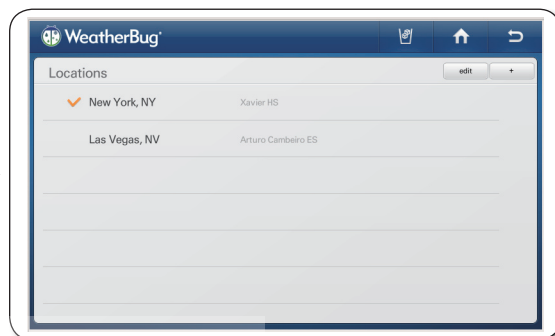 WeatherBug
Locations edit +
New York, NY Xavier HS
Las Vegas, NV Arturo Cambeiro ES